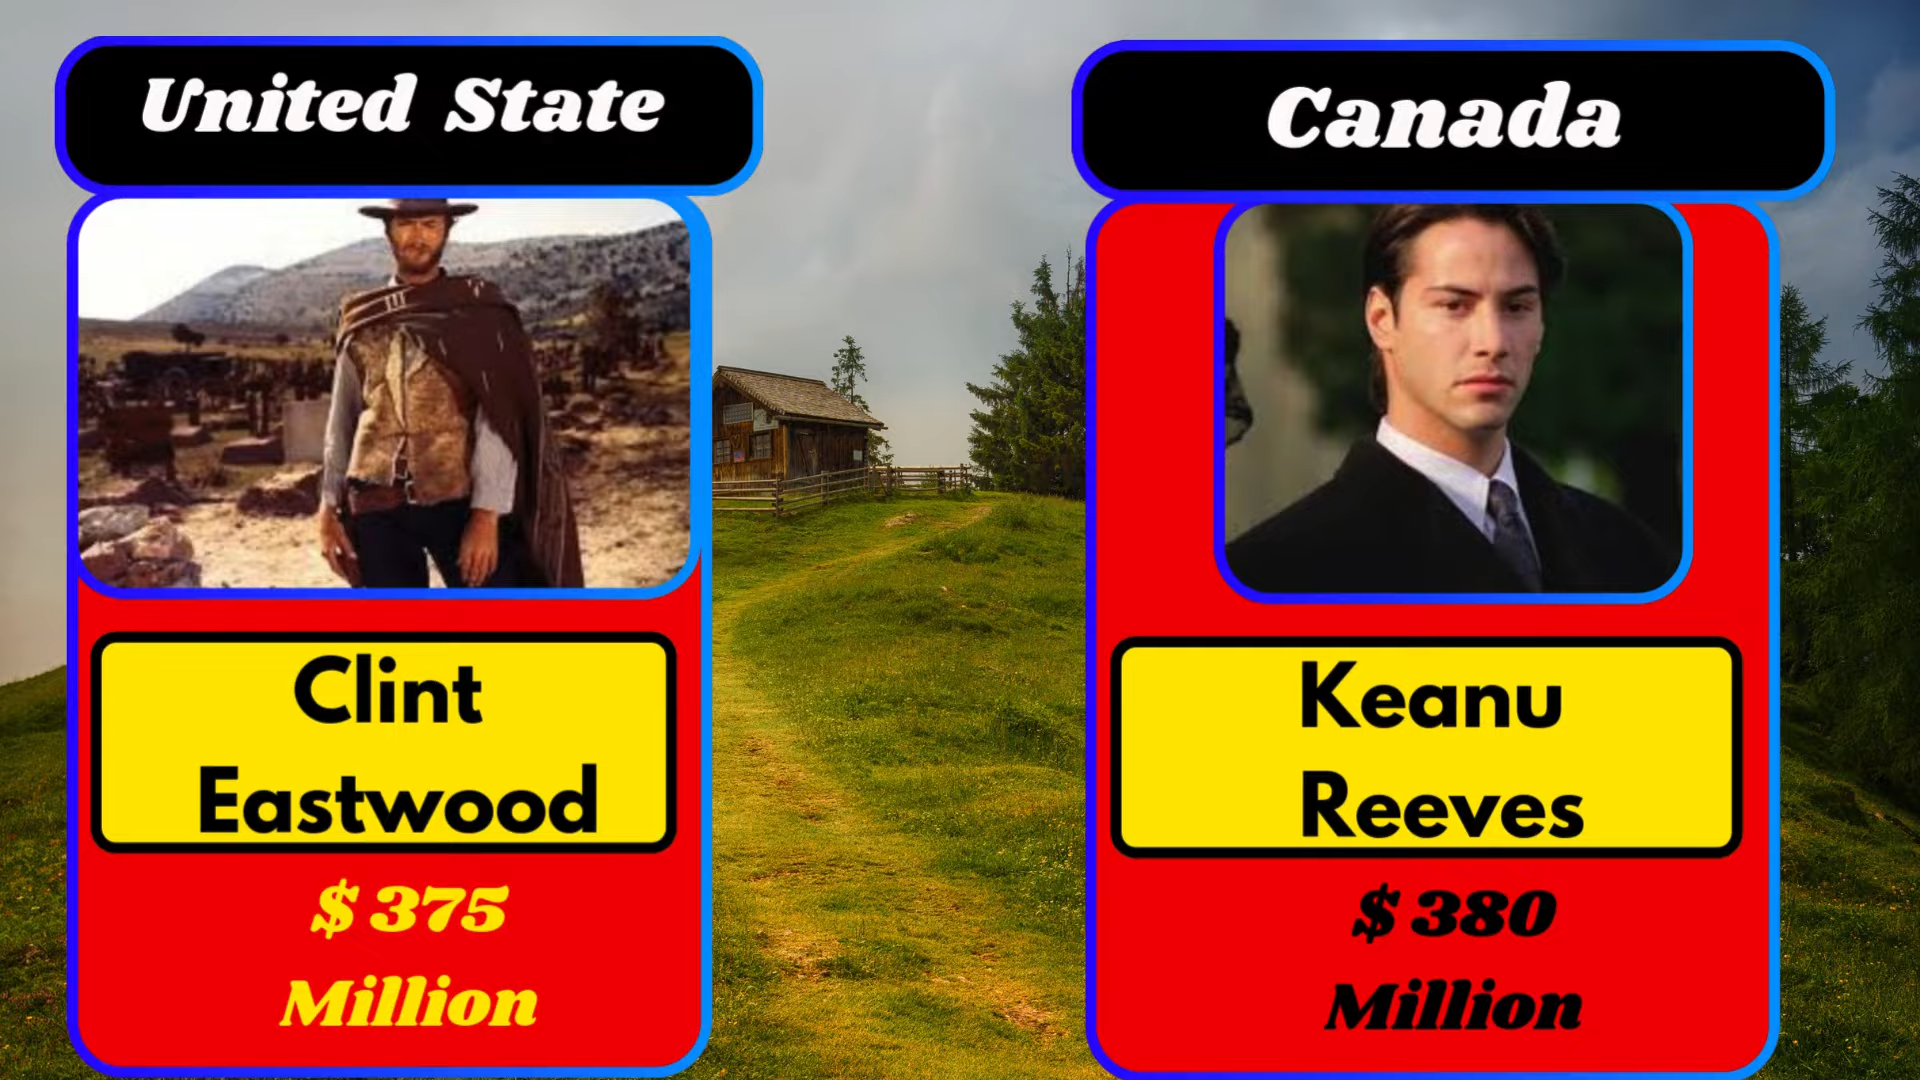 United State
Clint
Eastwood
$ 375
Million
Canada
Keanu
Reeves
$ 380
Million